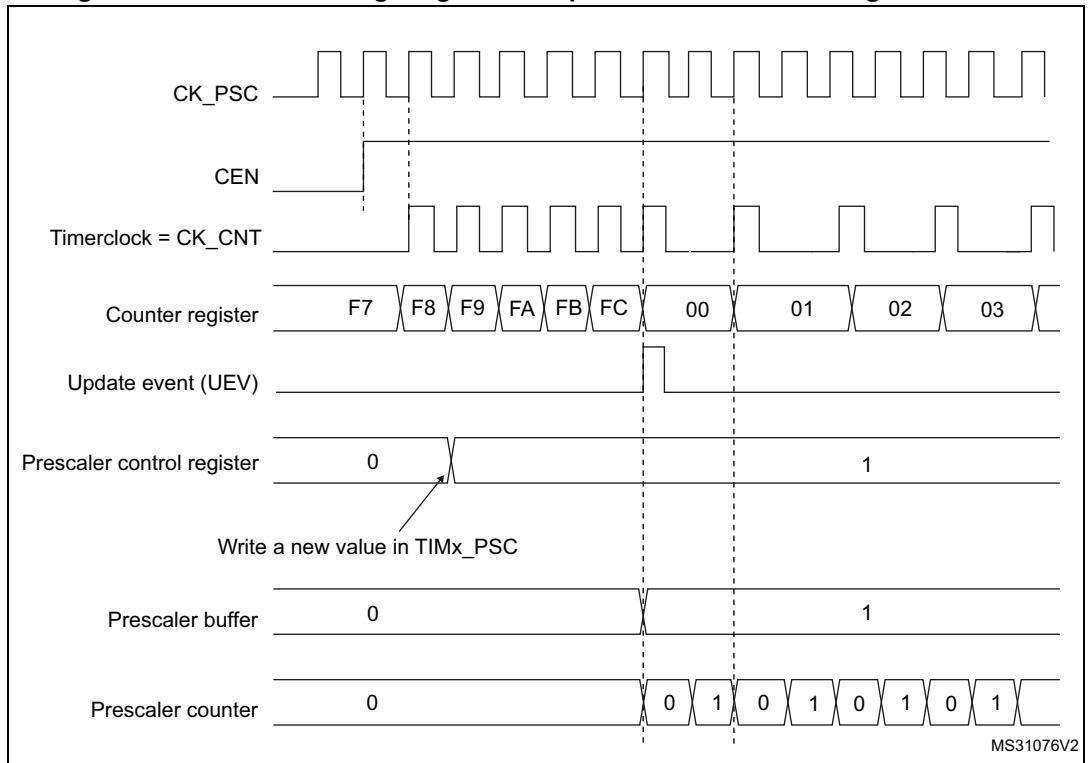 CK_PSC
CEN
Timerclock = CK_CNT
Counter register F7 F8 F9 FA FB FC 00 01 02 03
Update event (UEV)
Prescaler control register 0 1
Write a new value in TIMx_PSC
Prescaler buffer 0 1
Prescaler counter 0 0 1 0 1 0 1 0 1
MS31076V2